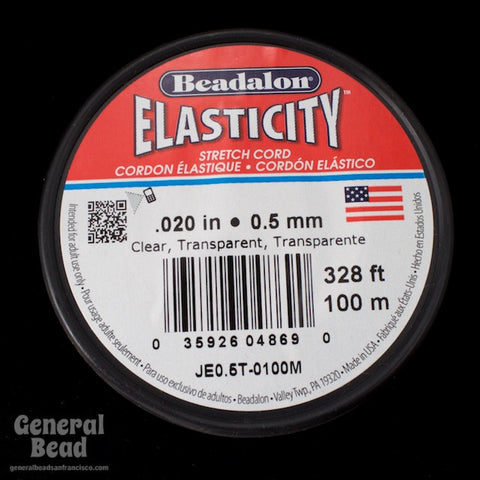 Beadalon®
ELASTICITY™
STRETCH CORD
CORDON ÉLASTIQUE • CORDÓN ELÁSTICO
.020 in • 0.5 mm
Clear, Transparent, Transparente
328 ft
100 m
0 35926 04869 0
JE0.5T-0100M
Intended for adult use only. • Pour usage adulte seulement. • Para uso exclusivo de adultos. • Beadalon • Valley Twp., PA 19320 • Made in USA. • Fabriqué aux États-Unis • Hecho en Estados Unidos
General
Bead
generalbeadsanfrancisco.com